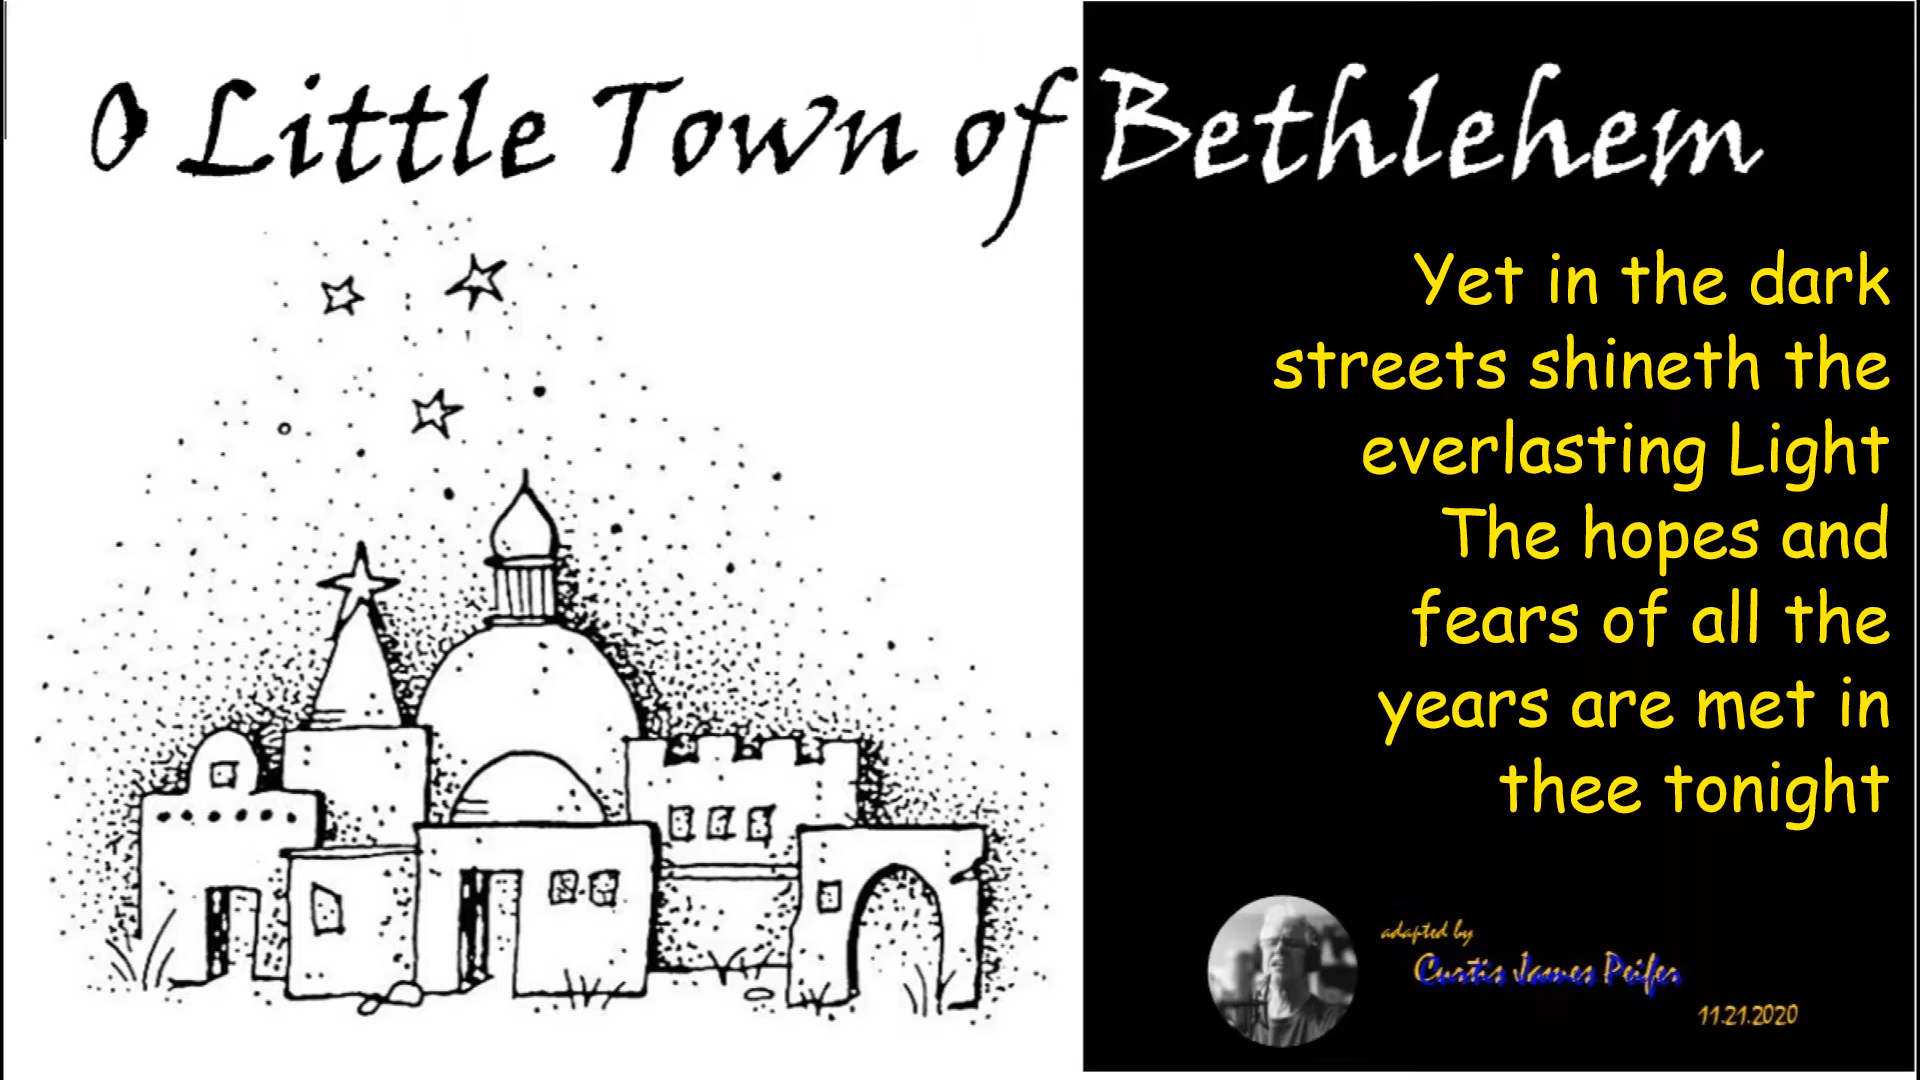 O Little Town of Bethlehem
Yet in the dark
streets shineth the
everlasting Light
The hopes and
fears of all the
years are met in
thee tonight
adapted by
Curtis James Peifer
11.21.2020